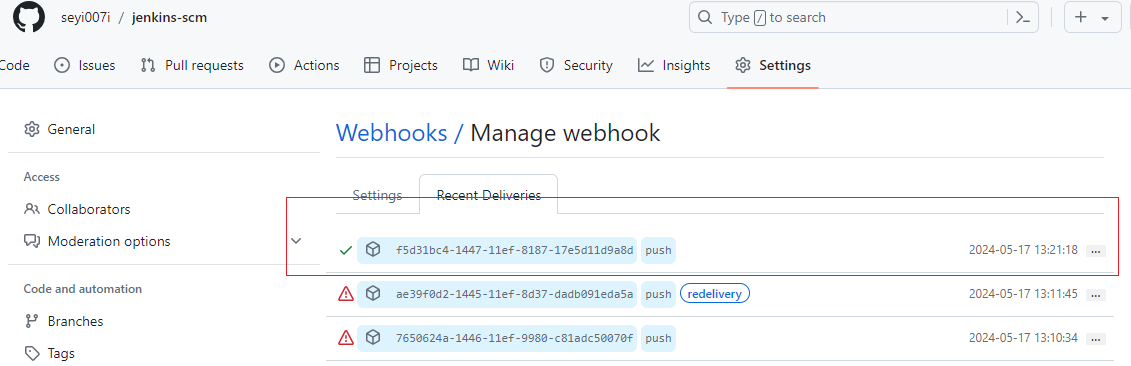 seyi007i / jenkins-scm
Type / to search
Code Issues Pull requests Actions Projects Wiki Security Insights Settings
General
Access
Collaborators
Moderation options
Code and automation
Branches
Tags
Webhooks / Manage webhook
Settings Recent Deliveries
f5d31bc4-1447-11ef-8187-17e5d11d9a8d push 2024-05-17 13:21:18 ...
ae39f0d2-1445-11ef-8d37-dadb091eda5a push redelivery 2024-05-17 13:11:45 ...
7650624a-1446-11ef-9980-c81adc50070f push 2024-05-17 13:10:34 ...